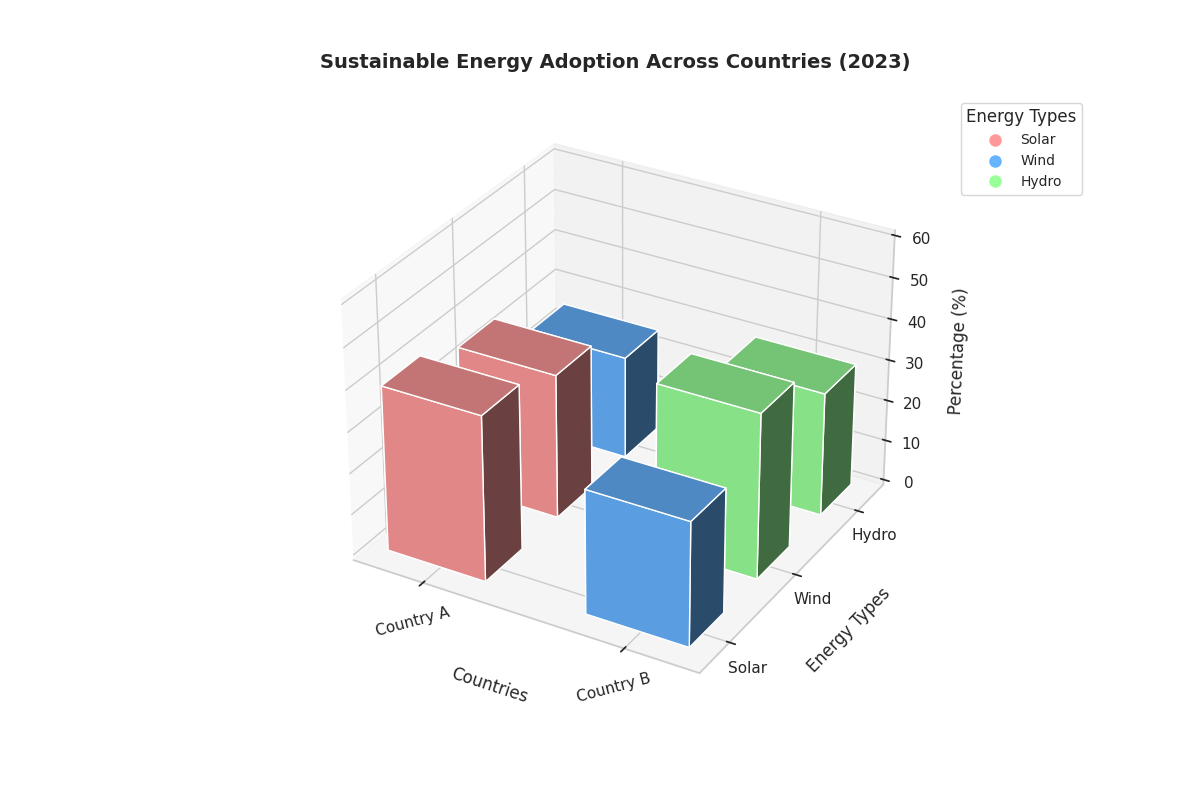 Sustainable Energy Adoption Across Countries (2023)
Energy Types
Solar
Wind
Hydro
60
50
40
30
20
10
0
Percentage (%)
Hydro
Wind
Solar
Energy Types
Country A
Country B
Countries